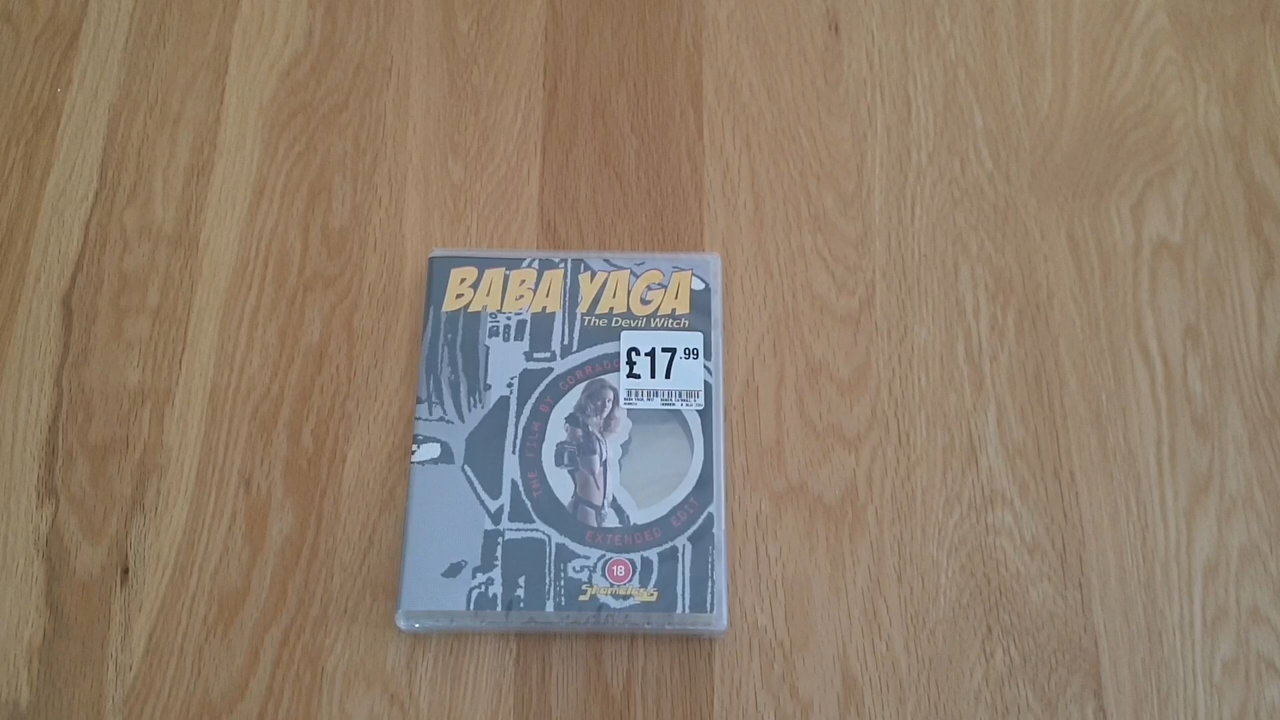 BABA YAGA
The Devil Witch
£17.99
THE FILM BY CORRADO
EXTENDED EDIT
18
Shameless